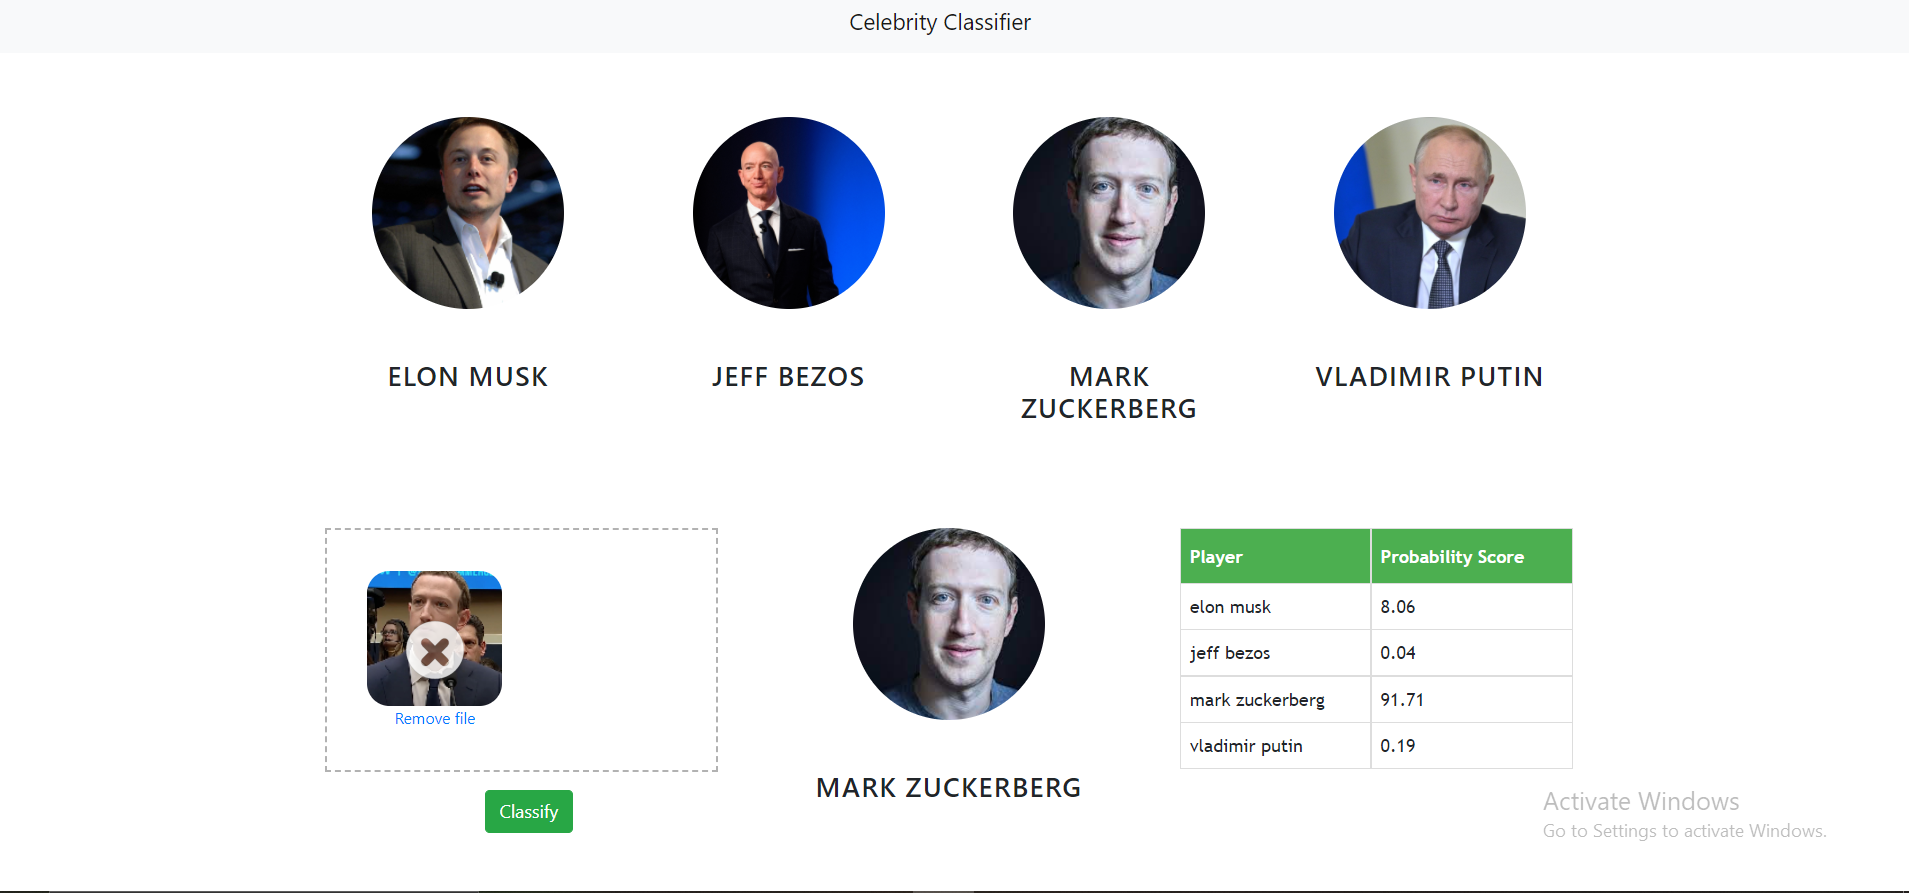 Celebrity Classifier
ELON MUSK
JEFF BEZOS
MARK
ZUCKERBERG
VLADIMIR PUTIN
Remove file
Classify
MARK ZUCKERBERG
Player Probability Score
elon musk 8.06
jeff bezos 0.04
mark zuckerberg 91.71
vladimir putin 0.19
Activate Windows
Go to Settings to activate Windows.